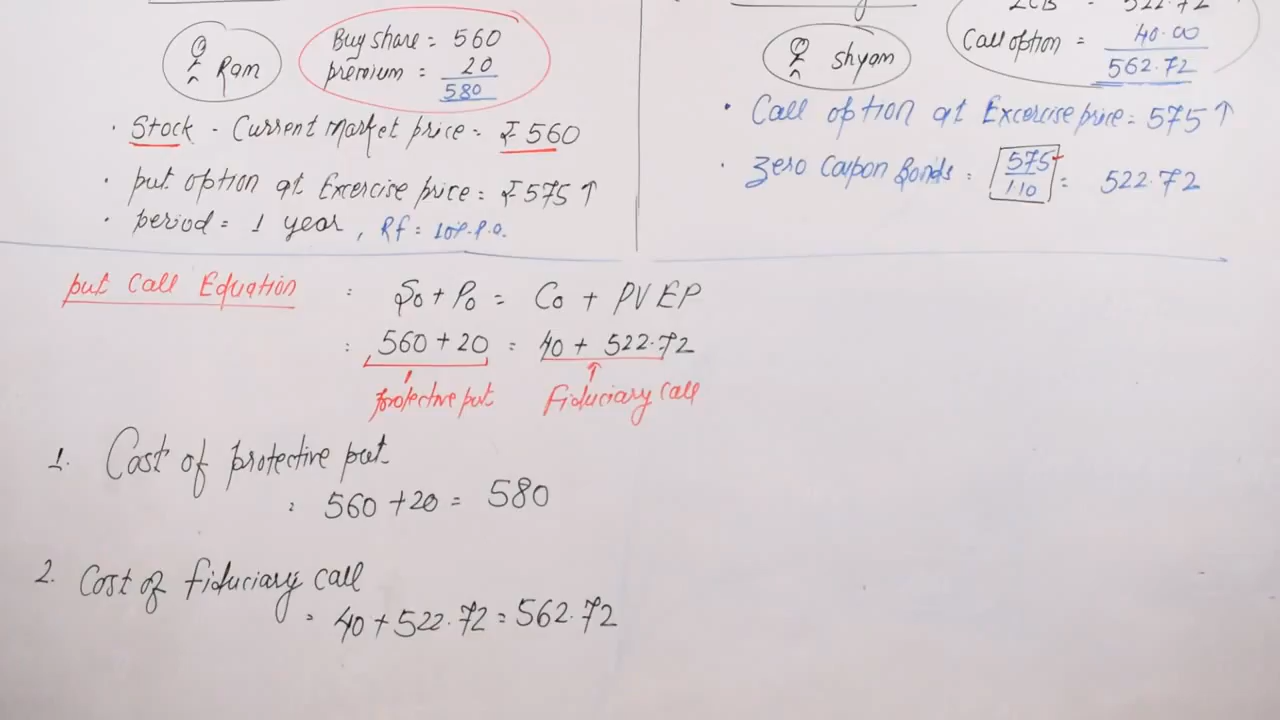 Buy share = 560
Ram
premium = 20
580
· Stock - Current Market price = ₹ 560
· put option at Excercise price = ₹ 575 ↑
· period = 1 year, Rf = 10% p.a.
ZCB = 522.72
Call option = 40.00
Shyam
562.72
· Call option at Excercise price = 575 ↑
· Zero Coupon Bonds = 575/1.10 = 522.72
put Call Equation : S₀ + P₀ = C₀ + PV EP
: 560 + 20 = 40 + 522.72
protective put Fiduciary Call
1. Cost of protective put
= 560 + 20 = 580
2. Cost of fiduciary call
= 40 + 522.72 = 562.72